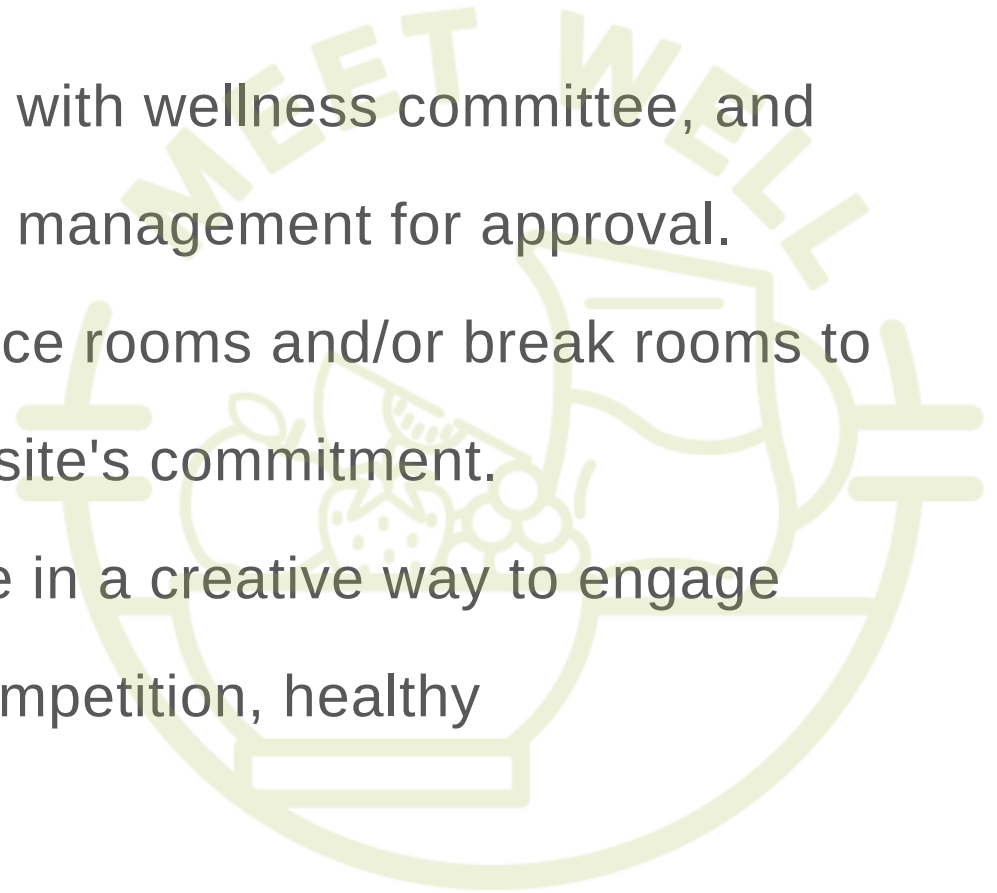 MEET WELL
with wellness committee, and
management for approval.
ce rooms and/or break rooms to
site's commitment.
e in a creative way to engage
mpetition, healthy